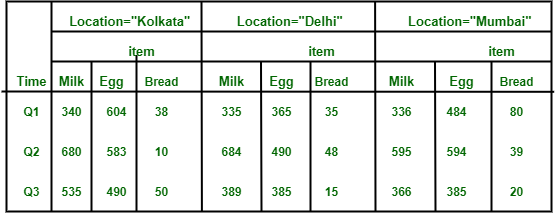 Location="Kolkata" Location="Delhi" Location="Mumbai"
item item item
Time Milk Egg Bread Milk Egg Bread Milk Egg Bread
Q1 340 604 38 335 365 35 336 484 80
Q2 680 583 10 684 490 48 595 594 39
Q3 535 490 50 389 385 15 366 385 20